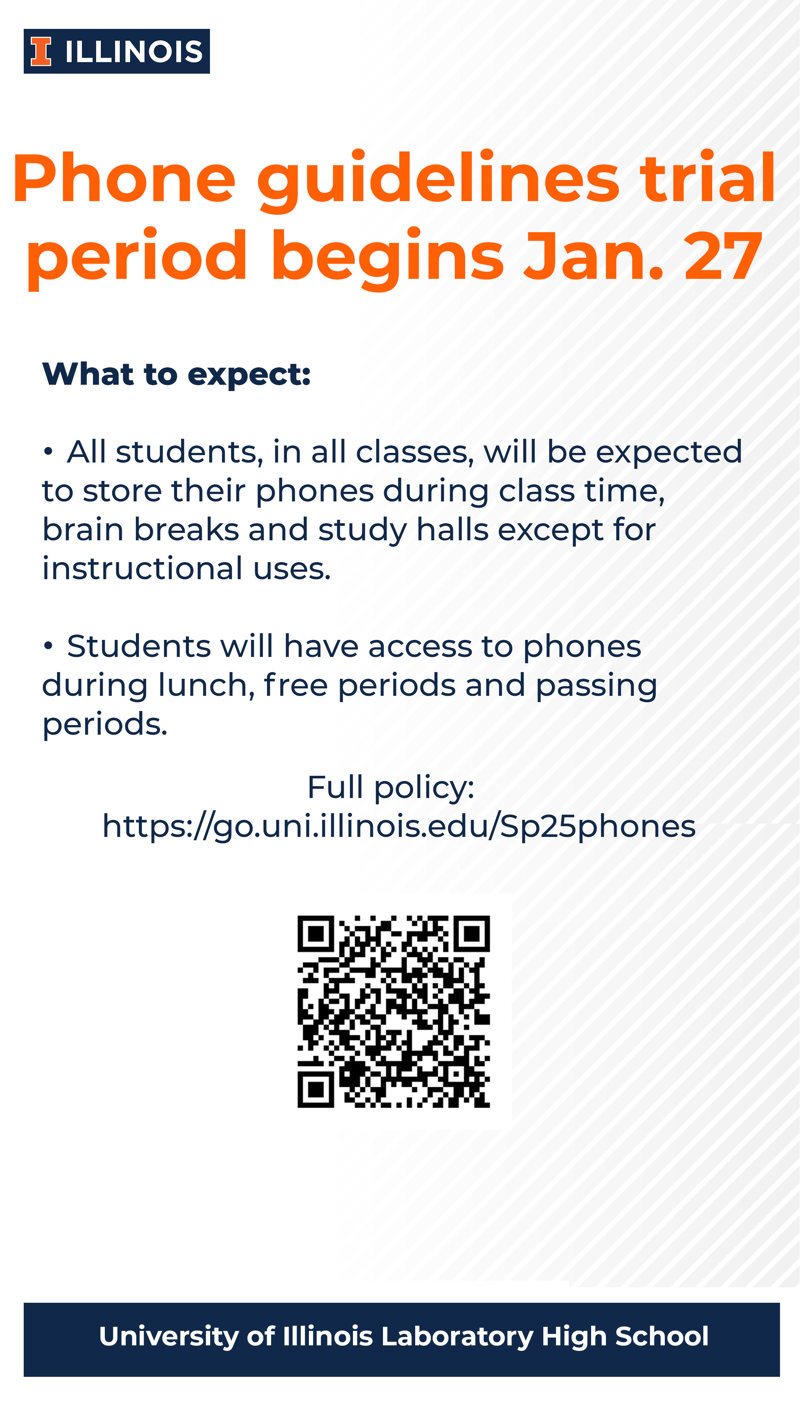 I ILLINOIS
Phone guidelines trial
period begins Jan. 27
What to expect:
• All students, in all classes, will be expected
to store their phones during class time,
brain breaks and study halls except for
instructional uses.
• Students will have access to phones
during lunch, free periods and passing
periods.
Full policy:
https://go.uni.illinois.edu/Sp25phones
University of Illinois Laboratory High School